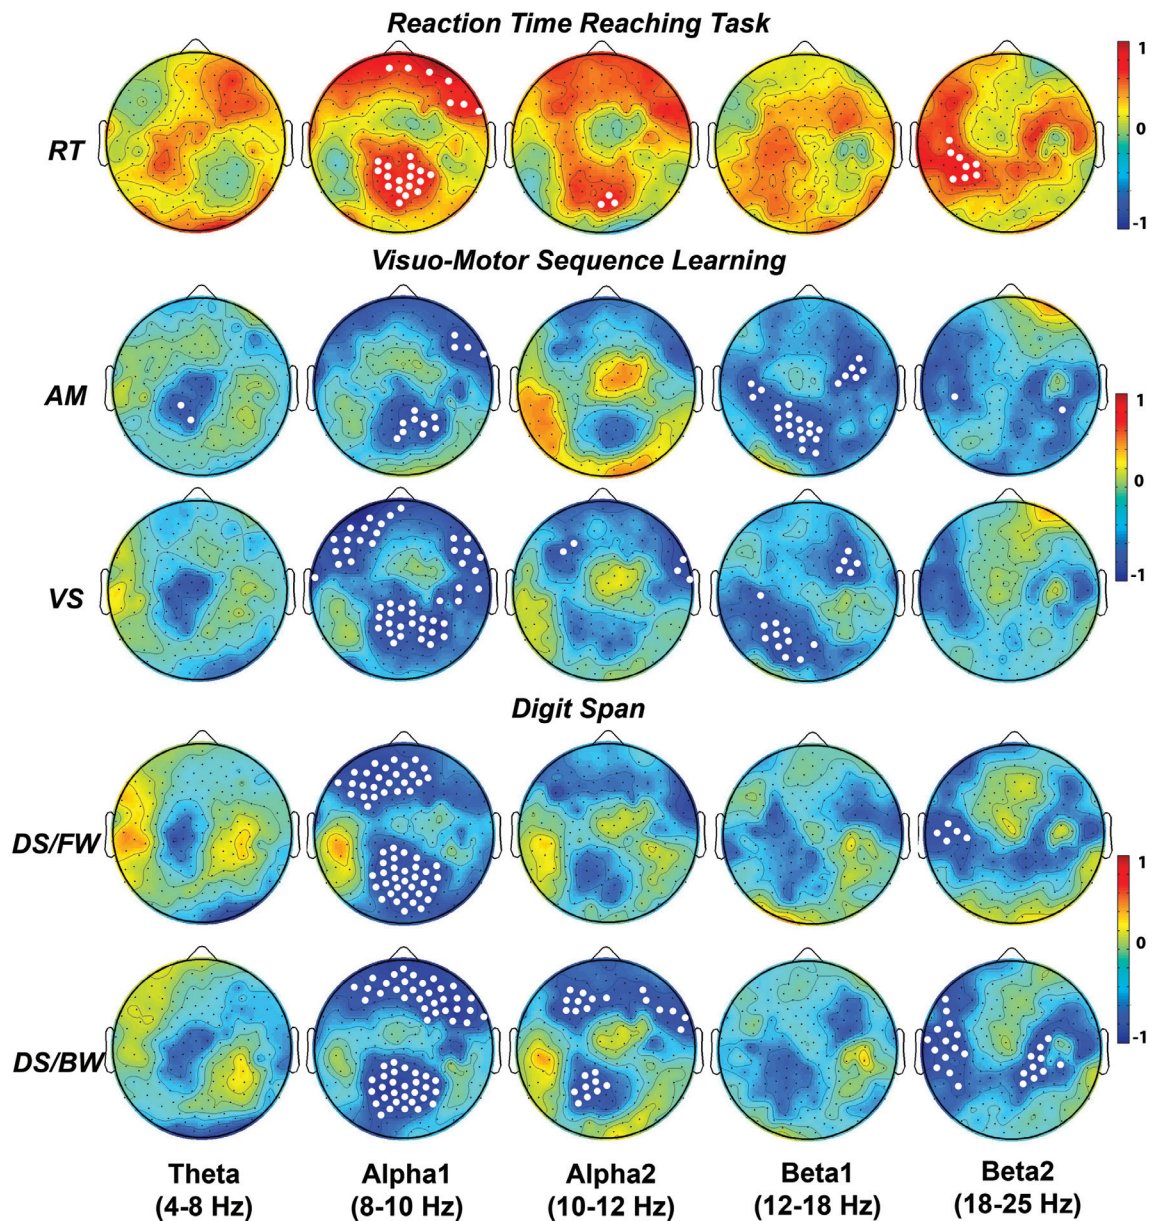 Reaction Time Reaching Task
RT
1
0
-1
Visuo-Motor Sequence Learning
AM
1
0
-1
VS
Digit Span
DS/FW
1
0
-1
DS/BW
Theta Alpha1 Alpha2 Beta1 Beta2
(4-8 Hz) (8-10 Hz) (10-12 Hz) (12-18 Hz) (18-25 Hz)